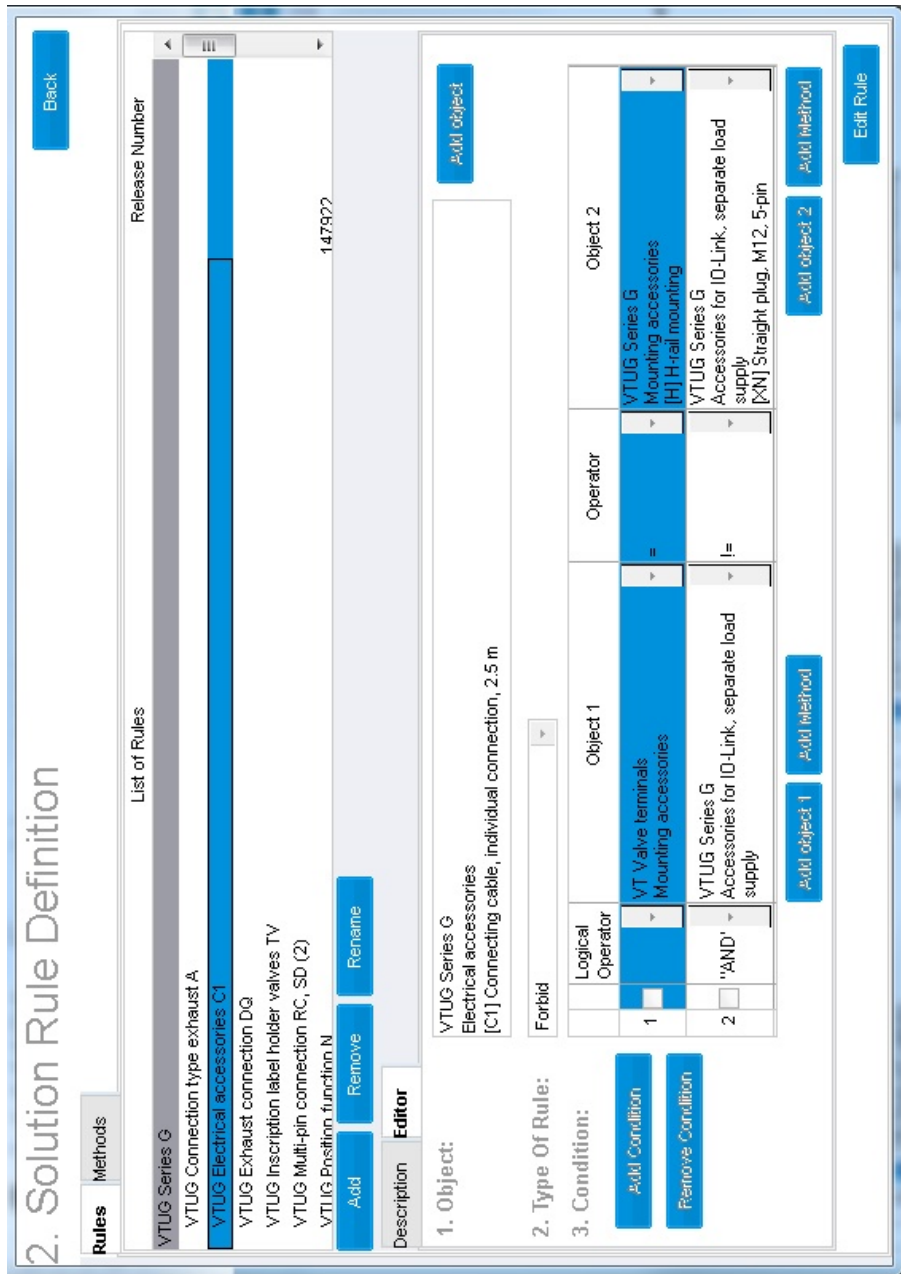 2. Solution Rule Definition
Back
Rules Methods
List of Rules Release Number
VTUG Series G
VTUG Connection type exhaust A
VTUG Electrical accessories C1
VTUG Exhaust connection DQ
VTUG Inscription label holder valves TV
VTUG Multi-pin connection RC, SD (2)
VTUG Position function N 147922
Add Remove Rename
Description Editor
1. Object:
VTUG Series G
Electrical accessories
[C1] Connecting cable, individual connection, 2.5 m
Add object
2. Type Of Rule:
Forbid
3. Condition:
Add Condition
Remove Condition
Logical Operator Object 1 Operator Object 2
1
VT Valve terminals
Mounting accessories
=
VTUG Series G
Mounting accessories
[H] H-rail mounting
2 "AND'
VTUG Series G
Accessories for IO-Link, separate load
supply
!=
VTUG Series G
Accessories for IO-Link, separate load
supply
[XN] Straight plug, M12, 5-pin
Add object 1 Add Method Add object 2 Add Method
Edit Rule